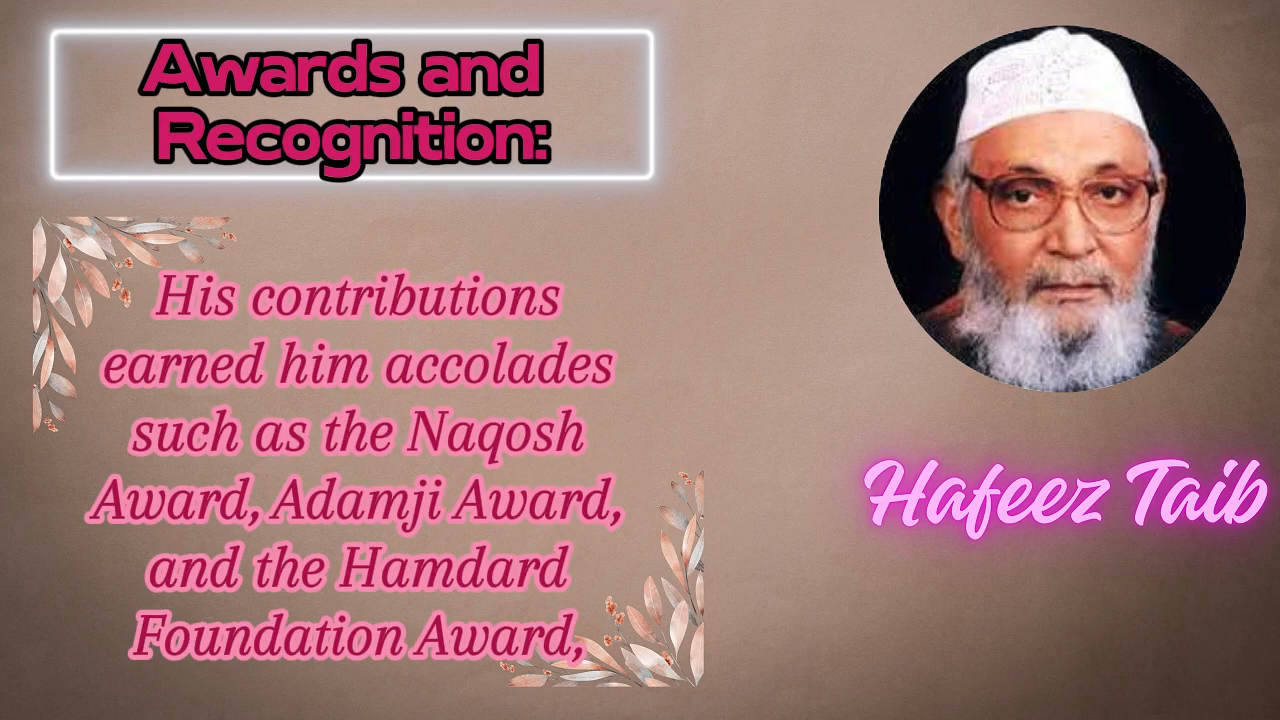 Awards and
Recognition:
His contributions
earned him accolades
such as the Naqosh
Award, Adamji Award,
and the Hamdard
Foundation Award,
Hafeez Taib